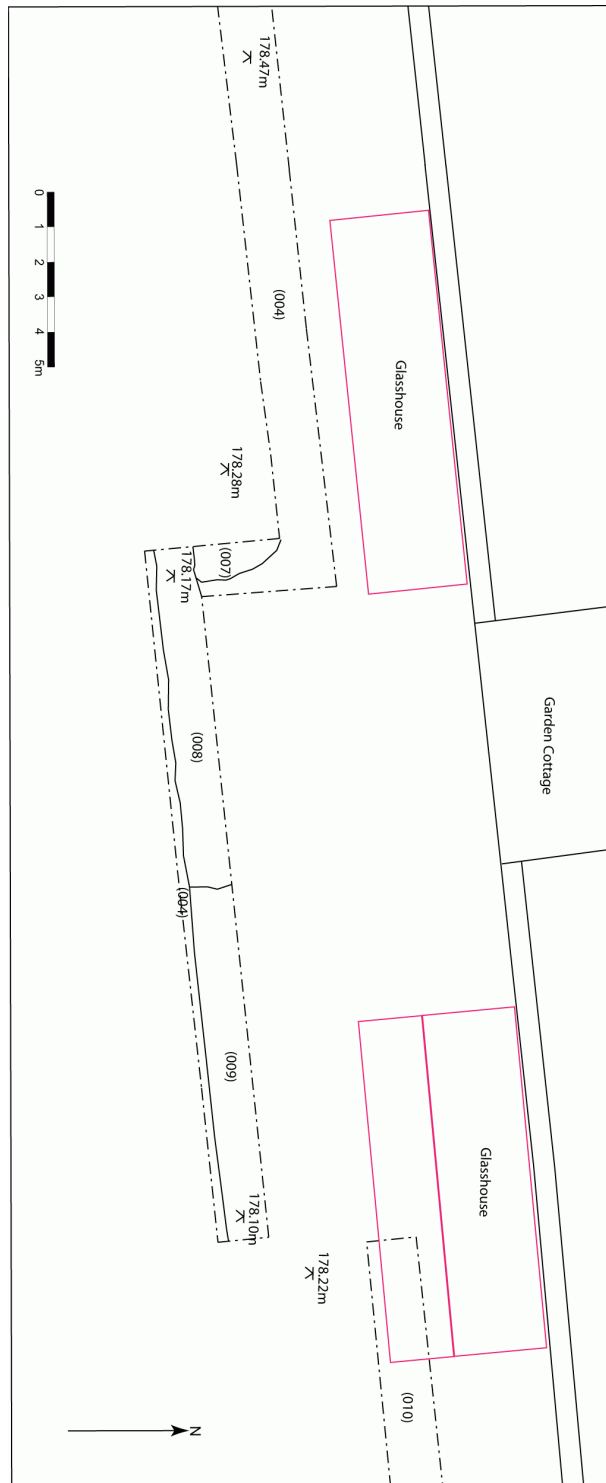 178.47m
(004)
Glasshouse
178.28m
(007)
178.17m
(008)
(004)
(009)
178.10m
178.22m
(010)
Glasshouse
Garden Cottage
0 1 2 3 4 5m
N